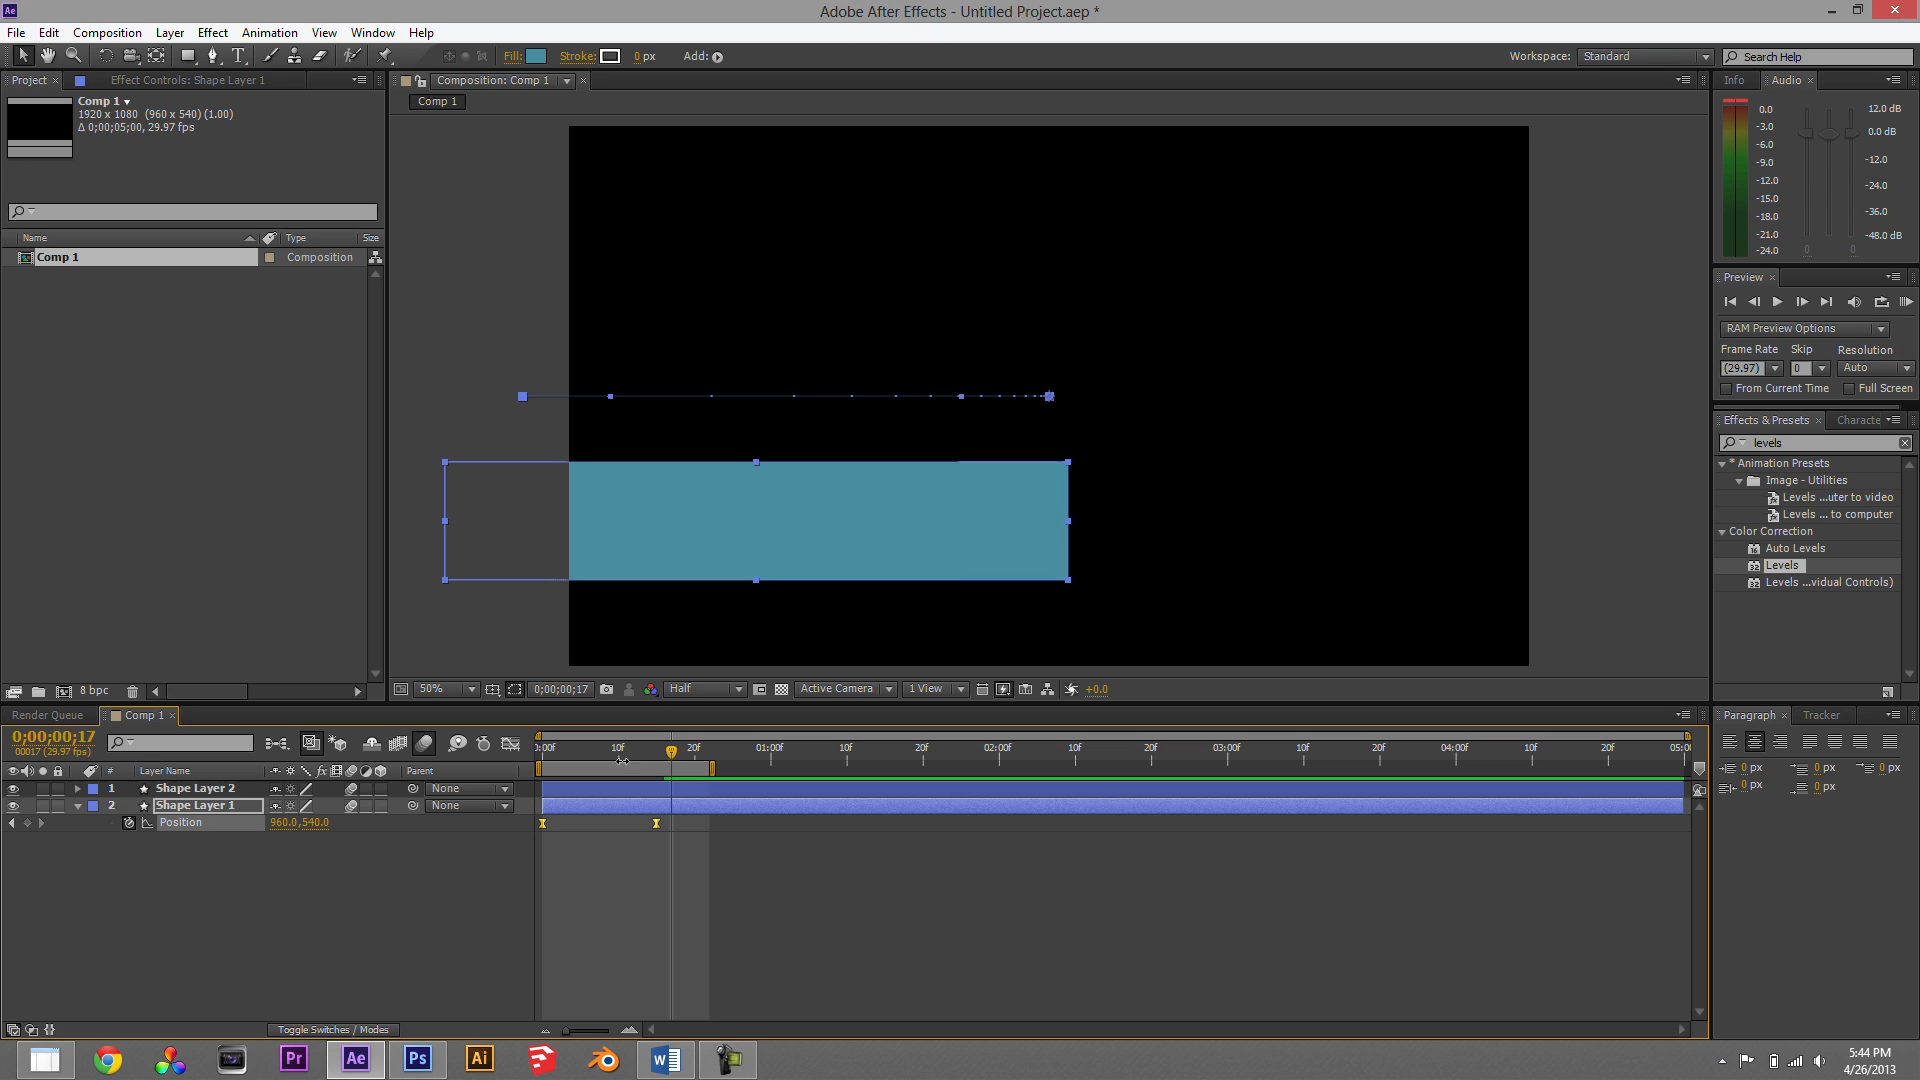 Ae
Adobe After Effects - Untitled Project.aep *
File Edit Composition Layer Effect Animation View Window Help
T Fill: Stroke: 0 px Add: Workspace: Standard Search Help
Project Effect Controls: Shape Layer 1
Composition: Comp 1
Info Audio
Comp 1
1920 x 1080 (960 x 540) (1.00)
Δ 0;00;05;00, 29.97 fps
Comp 1
0.0 12.0 dB
-3.0 0.0 dB
-6.0
-9.0 -12.0
-12.0 -24.0
-15.0
-18.0 -36.0
-21.0 -48.0 dB
-24.0 0 0
Name Type Size
Comp 1 Composition
Preview
RAM Preview Options
Frame Rate Skip Resolution
(29.97) 0 Auto
From Current Time Full Screen
Effects & Presets Characte
levels
* Animation Presets
Image - Utilities
Levels ...uter to video
Levels ... to computer
Color Correction
Auto Levels
Levels
Levels ...vidual Controls)
8 bpc
50% 0;00;00;17 Half Active Camera 1 View +0.0
Render Queue Comp 1
Paragraph Tracker
0;00;00;17
00017 (29.97 fps)
0:00f 10f 20f 01:00f 10f 20f 02:00f 10f 20f 03:00f 10f 20f 04:00f 10f 20f 05:0
# Layer Name fx Parent
1 Shape Layer 2 None
2 Shape Layer 1 None
Position 960.0,540.0
0 px 0 px 0 px
0 px 0 px
Toggle Switches / Modes
Pr Ae Ps Ai W
5:44 PM
4/26/2013